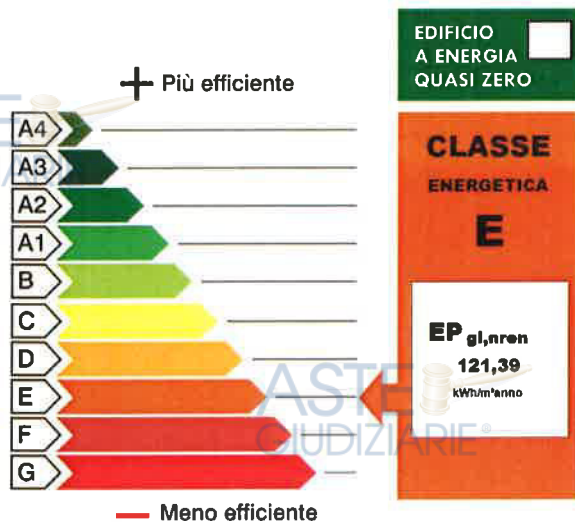 EDIFICIO
A ENERGIA
QUASI ZERO
+ Più efficiente
A4
A3
A2
A1
B
C
D
E
F
G
— Meno efficiente
CLASSE
ENERGETICA
E
EP gl,nren
121,39
kWh/m²anno
ASTE
GIUDIZIARIE®